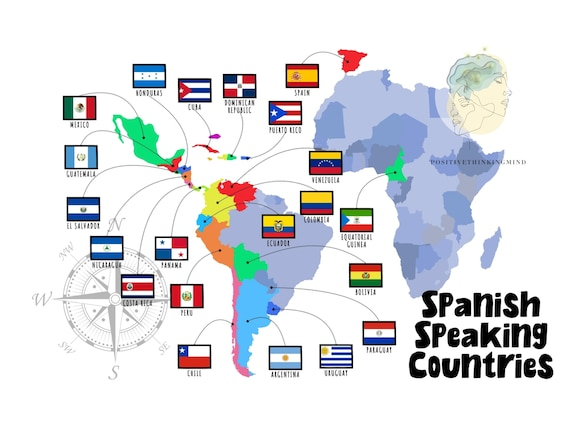 HONDURAS
CUBA
DOMINICAN
REPUBLIC
SPAIN
MEXICO
PUERTO RICO
GUATEMALA
VENEZUELA
POSITIVETHINKINGMIND
EL SALVADOR
COLOMBIA
ECUADOR
EQUATORIAL
GUINEA
N
NW
NICARAGUA
PANAMA
BOLIVIA
W
COSTA RICA
PERU
SW
SE
S
PARAGUAY
CHILE
ARGENTINA
URUGUAY
Spanish
Speaking
Countries